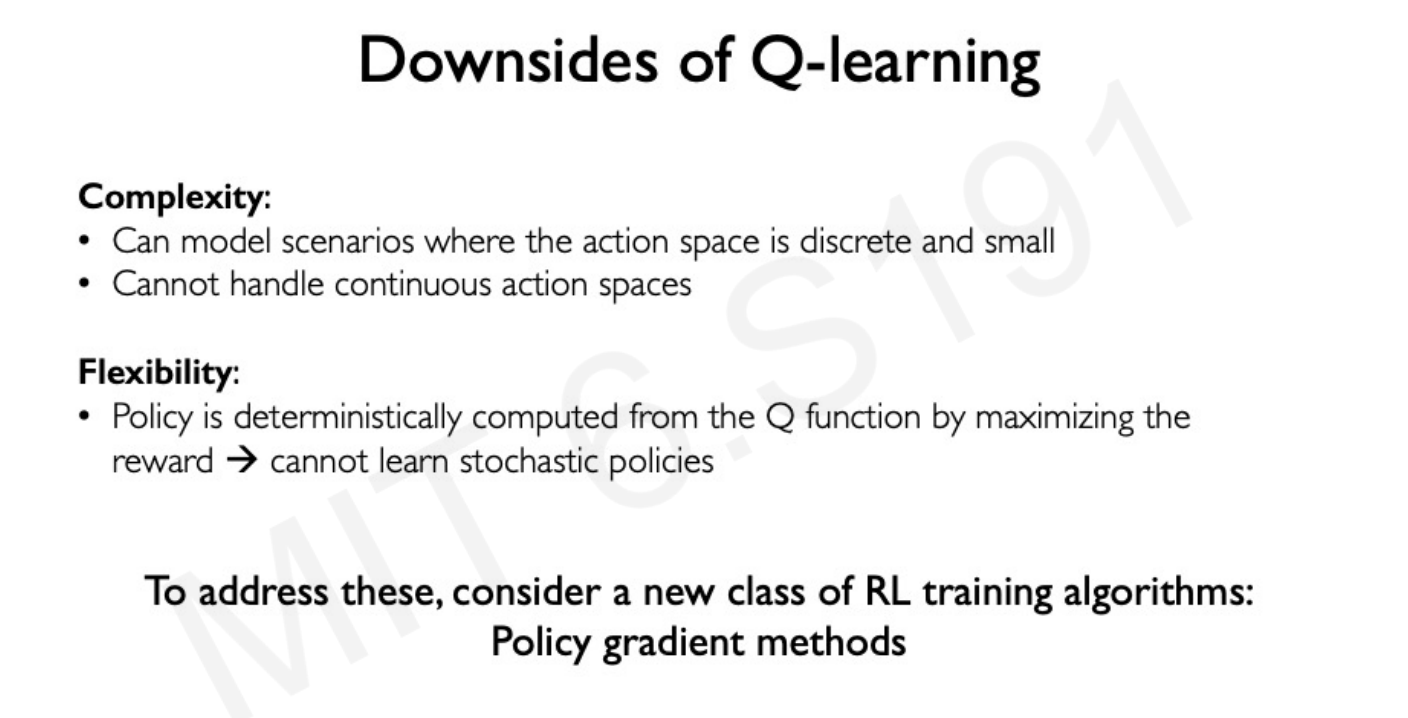 Downsides of Q-learning
Complexity:
• Can model scenarios where the action space is discrete and small
• Cannot handle continuous action spaces
Flexibility:
• Policy is deterministically computed from the Q function by maximizing the
reward → cannot learn stochastic policies
To address these, consider a new class of RL training algorithms:
Policy gradient methods
MIT 6.S191